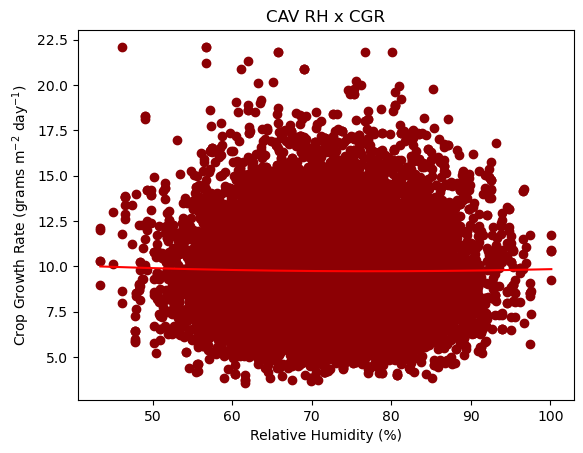 CAV RH x CGR
22.5
20.0
17.5
15.0
12.5
10.0
7.5
5.0
Crop Growth Rate (grams m⁻² day⁻¹)
50 60 70 80 90 100
Relative Humidity (%)